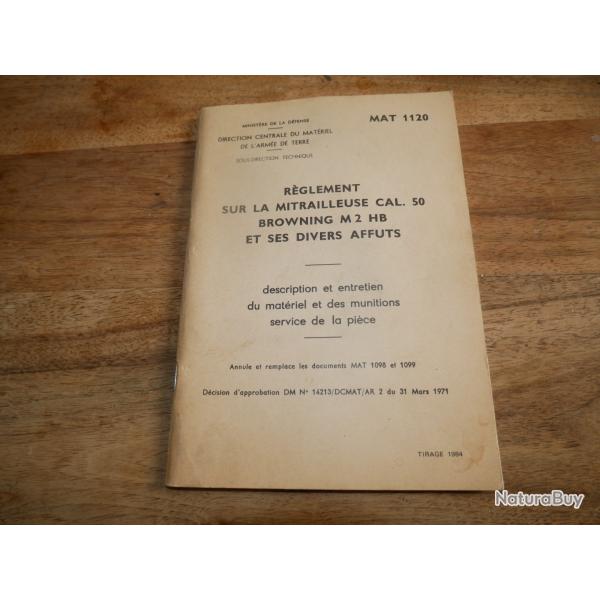 MINISTÈRE DE LA DÉFENSE
MAT 1120
DIRECTION CENTRALE DU MATÉRIEL
DE L'ARMÉE DE TERRE
SOUS-DIRECTION TECHNIQUE
RÈGLEMENT
SUR LA MITRAILLEUSE CAL. 50
BROWNING M 2 HB
ET SES DIVERS AFFUTS
description et entretien
du matériel et des munitions
service de la pièce
Annule et remplace les documents MAT 1098 et 1099
Décision d'approbation DM N° 14213/DCMAT/AR 2 du 31 Mars 1971
TIRAGE 1984
NaturaBuy